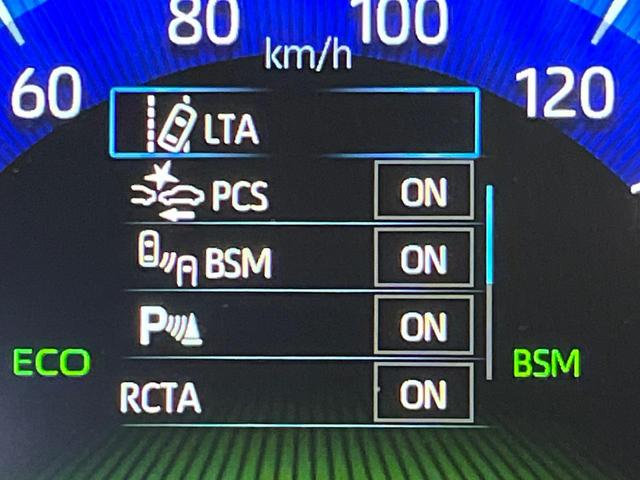 80 100
km/h
60 120
LTA
PCS ON
BSM ON
P ON
ECO BSM
RCTA ON